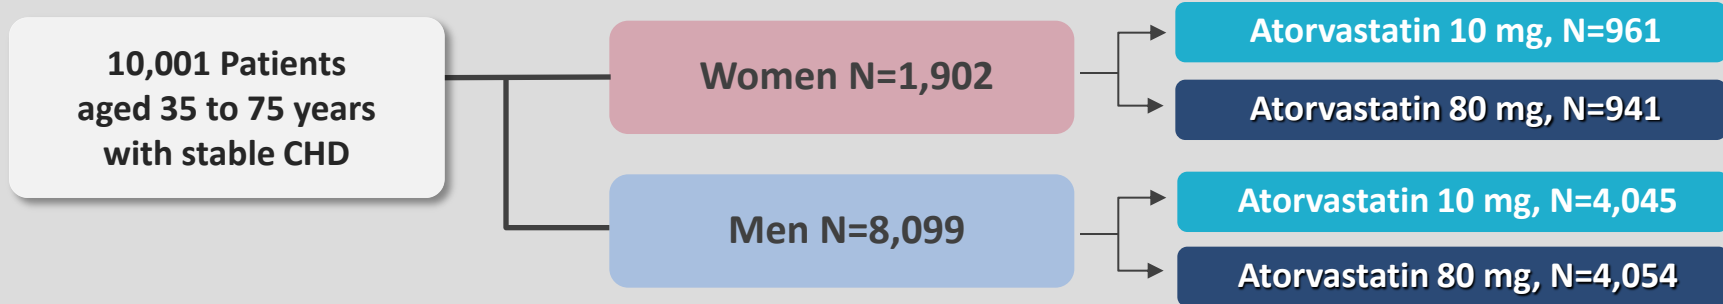 10,001 Patients
aged 35 to 75 years
with stable CHD
Women N=1,902
Atorvastatin 10 mg, N=961
Atorvastatin 80 mg, N=941
Men N=8,099
Atorvastatin 10 mg, N=4,045
Atorvastatin 80 mg, N=4,054